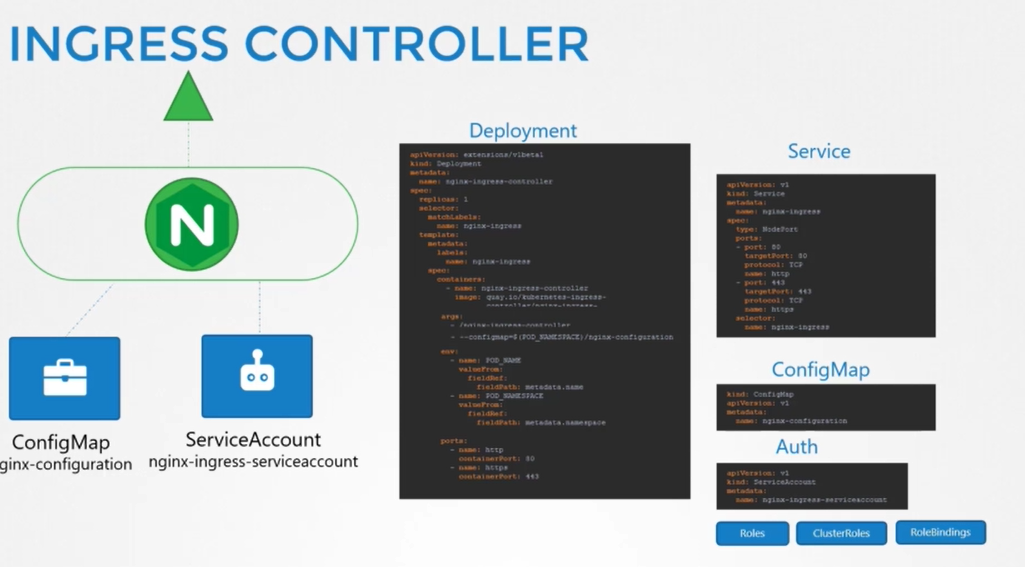 INGRESS CONTROLLER
N
ConfigMap
nginx-configuration
ServiceAccount
nginx-ingress-serviceaccount
Deployment
apiVersion: extensions/v1beta1
kind: Deployment
metadata:
name: nginx-ingress-controller
spec:
replicas: 1
selector:
matchLabels:
name: nginx-ingress
template:
metadata:
labels:
name: nginx-ingress
spec:
containers:
- name: nginx-ingress-controller
image: quay.io/kubernetes-ingress-
controller/nginx-ingress-
args:
- /nginx-ingress-controller
- --configmap=$(POD_NAMESPACE)/nginx-configuration
env:
- name: POD_NAME
valueFrom:
fieldRef:
fieldPath: metadata.name
- name: POD_NAMESPACE
valueFrom:
fieldRef:
fieldPath: metadata.namespace
ports:
- name: http
containerPort: 80
- name: https
containerPort: 443
Service
apiVersion: v1
kind: Service
metadata:
name: nginx-ingress
spec:
type: NodePort
ports:
- port: 80
targetPort: 80
protocol: TCP
name: http
- port: 443
targetPort: 443
protocol: TCP
name: https
selector:
name: nginx-ingress
ConfigMap
kind: ConfigMap
apiVersion: v1
metadata:
name: nginx-configuration
Auth
apiVersion: v1
kind: ServiceAccount
metadata:
name: nginx-ingress-serviceaccount
Roles
ClusterRoles
RoleBindings